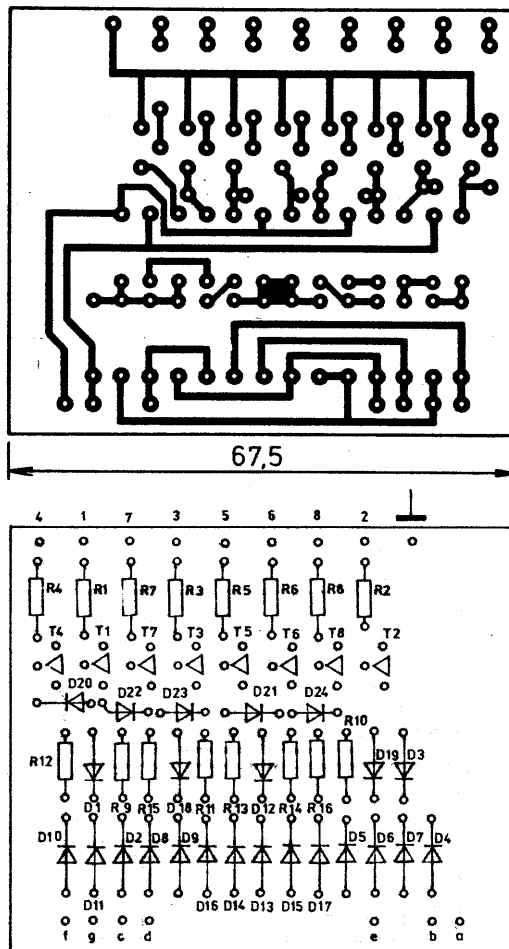 67,5
4 1 7 3 5 6 8 2
R4 R1 R7 R3 R5 R6 R8 R2
T4 T1 T7 T3 T5 T6 T8 T2
D20 D22 D23 D21 D24
R10
R12 D19 D3
D1 R9 R15 D18 R11 R13 D12 R14 R16
D10 D2 D8 D9 D5 D6 D7 D4
D11 D16 D14 D13 D15 D17
f g c d e b a